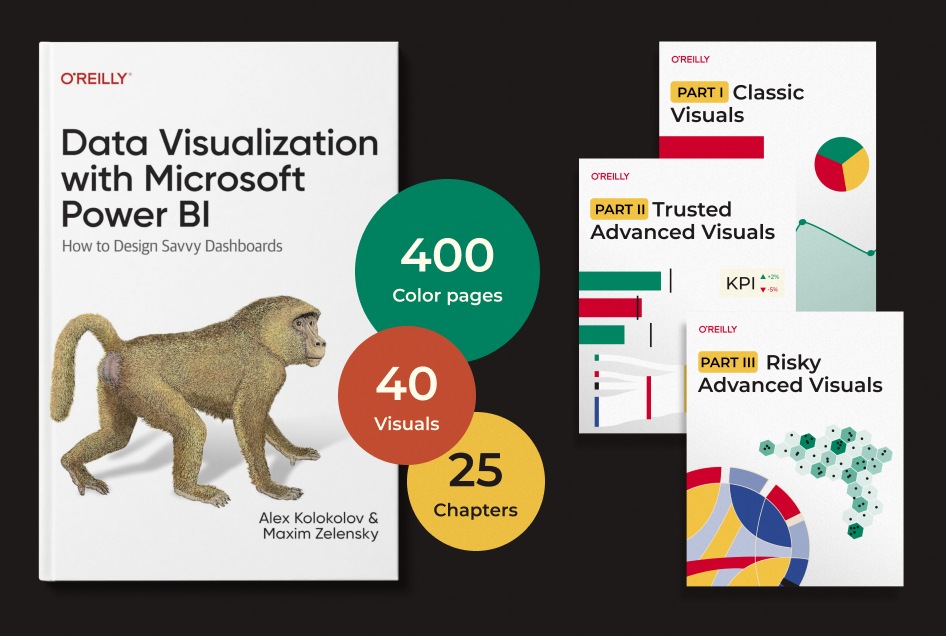 O'REILLY®
Data Visualization
with Microsoft
Power BI
How to Design Savvy Dashboards
Alex Kolokolov &
Maxim Zelensky
400
Color pages
40
Visuals
25
Chapters
O'REILLY
PART I Classic
Visuals
O'REILLY
PART II Trusted
Advanced Visuals
KPI
+2%
-5%
O'REILLY
PART III Risky
Advanced Visuals